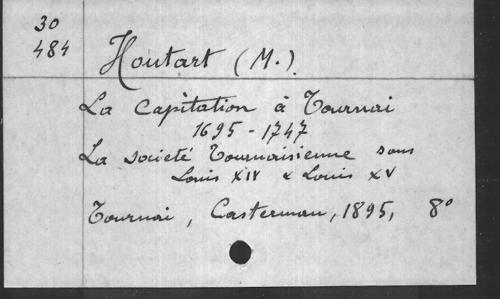 30
484
Houtart (M.)
La Capitation à Tournai
1695-1747
La société Tournaisienne sous
Louis XIV & Louis XV
Tournai, Casterman, 1895, 8°